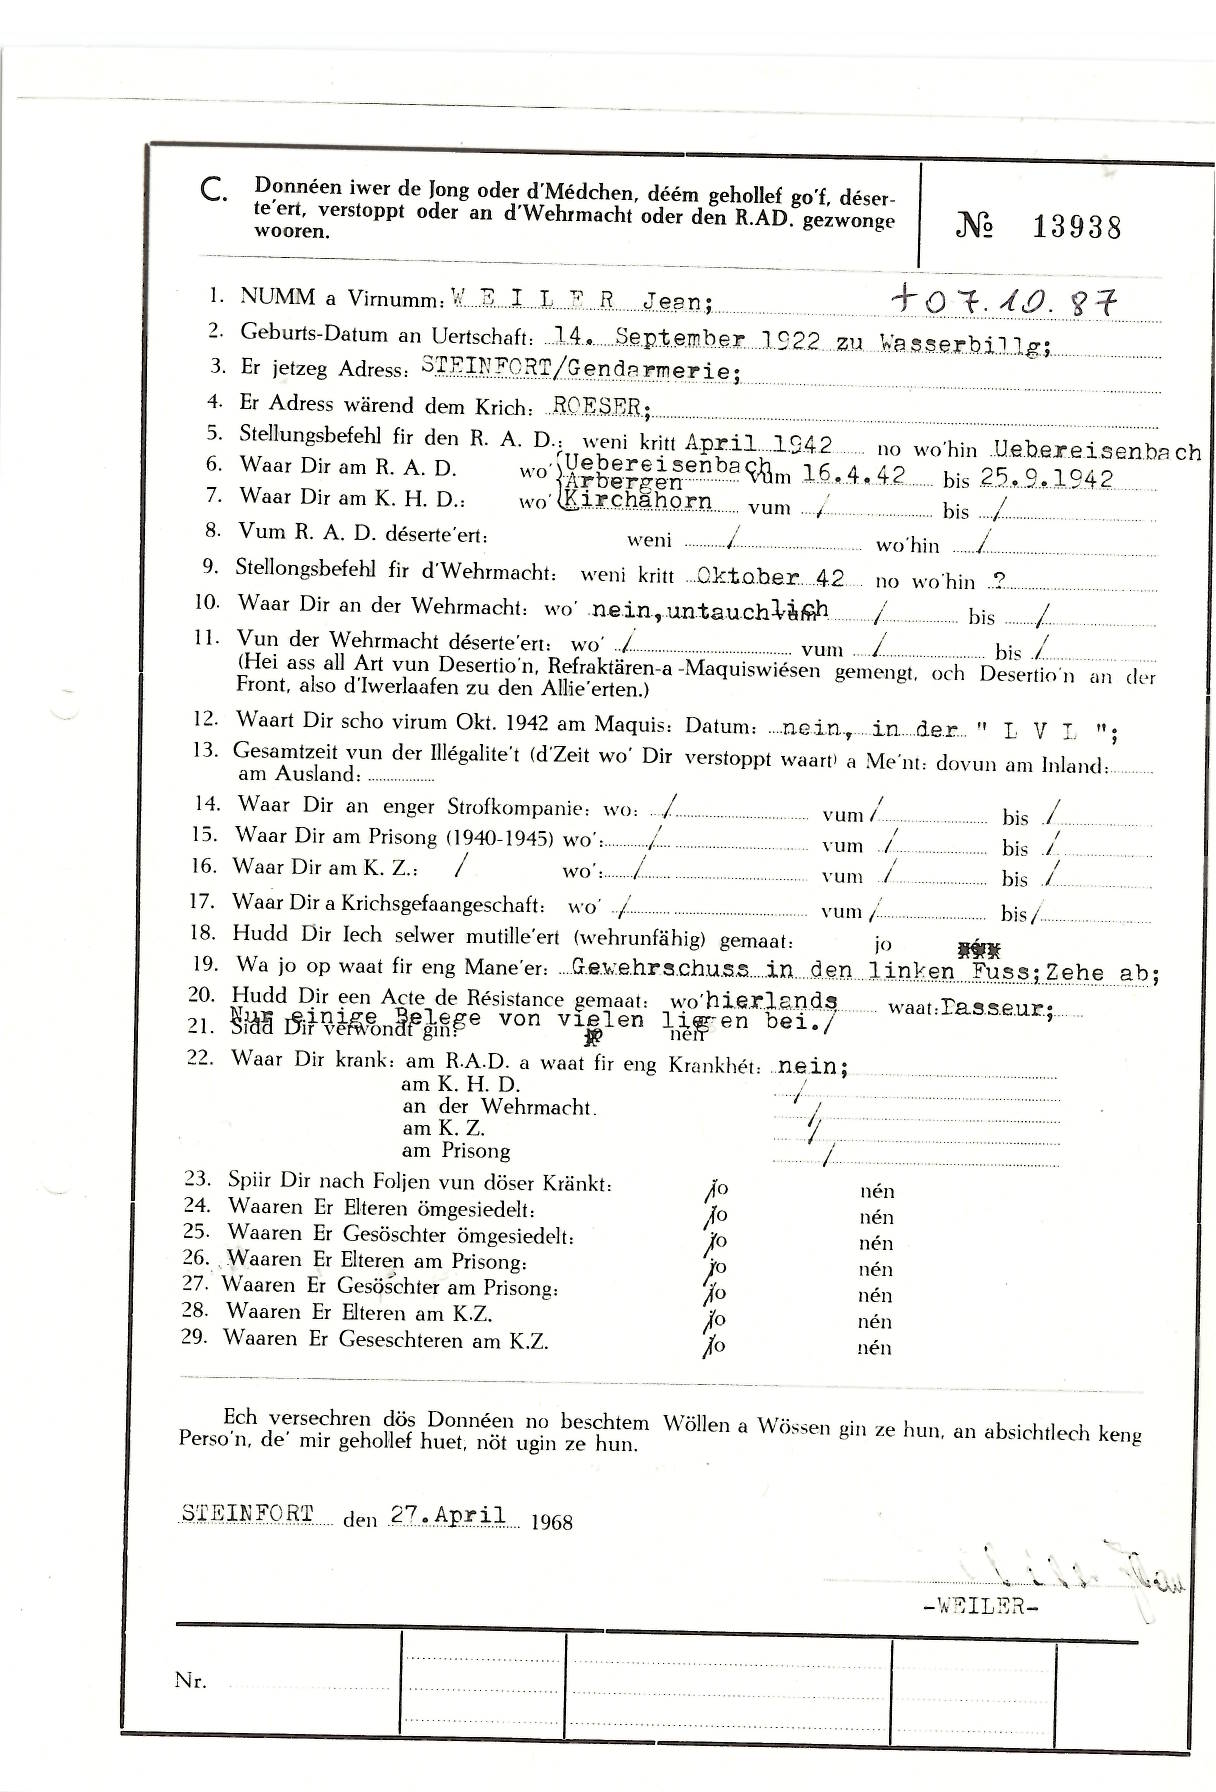 C. Donnéen iwer de Jong oder d'Médchen, déém gehollef go'f, déser-
te'ert, verstoppt oder an d'Wehrmacht oder den R.AD. gezwonge
wooren.
№ 13938
1. NUMM a Virnumm: W E I L E R Jean; + 07.10.87
2. Geburts-Datum an Uertschaft: 14. September 1922 zu Wasserbillg;
3. Er jetzeg Adress: STEINFORT/Gendarmerie;
4. Er Adress wärend dem Krich: ROESER;
5. Stellungsbefehl fir den R. A. D.: weni kritt April 1942 no wo'hin Uebereisenbach
6. Waar Dir am R. A. D. wo' Uebereisenbach vum 16.4.42 bis 25.9.1942
Arbergen
7. Waar Dir am K. H. D.: wo' Kirchahorn vum / bis /
8. Vum R. A. D. déserte'ert: weni / wo'hin /
9. Stellongsbefehl fir d'Wehrmacht: weni kritt Oktober 42 no wo'hin ?
10. Waar Dir an der Wehrmacht: wo' nein, untauchlich vum / bis /
11. Vun der Wehrmacht déserte'ert: wo' / vum / bis /
(Hei ass all Art vun Desertio'n, Refraktären-a -Maquiswiésen gemengt, och Desertio'n an der
Front, also d'Iwerlaafen zu den Allie'erten.)
12. Waart Dir scho virum Okt. 1942 am Maquis: Datum: nein, in der " L V L ";
13. Gesamtzeit vun der Illégalite't (d'Zeit wo' Dir verstoppt waart) a Me'nt: dovun am Inland:
am Ausland:
14. Waar Dir an enger Strofkompanie: wo: / vum / bis /
15. Waar Dir am Prisong (1940-1945) wo': / vum / bis /
16. Waar Dir am K. Z.: / wo': / vum / bis /
17. Waar Dir a Krichsgefaangeschaft: wo' / vum / bis /
18. Hudd Dir Iech selwer mutille'ert (wehrunfähig) gemaat: jo
19. Wa jo op waat fir eng Mane'er: Gewehrschuss in den linken Fuss; Zehe ab;
20. Hudd Dir een Acte de Résistance gemaat: wo' hierlands waat: Passeur;
Nur einige Belege von vielen liegen bei./
21. Sidd Dir verwondt gin? nén
22. Waar Dir krank: am R.A.D. a waat fir eng Krankhét: nein;
am K. H. D. /
an der Wehrmacht. /
am K. Z. /
am Prisong /
23. Spiir Dir nach Foljen vun döser Kränkt: jo nén
24. Waaren Er Elteren ömgesiedelt: jo nén
25. Waaren Er Gesöschter ömgesiedelt: jo nén
26. Waaren Er Elteren am Prisong: jo nén
27. Waaren Er Gesöschter am Prisong: jo nén
28. Waaren Er Elteren am K.Z. jo nén
29. Waaren Er Geseschteren am K.Z. jo nén
Ech versechren dös Donnéen no beschtem Wöllen a Wössen gin ze hun, an absichtlech keng
Perso'n, de' mir gehollef huet, nöt ugin ze hun.
STEINFORT den 27. April 1968
-WEILER-
Nr.